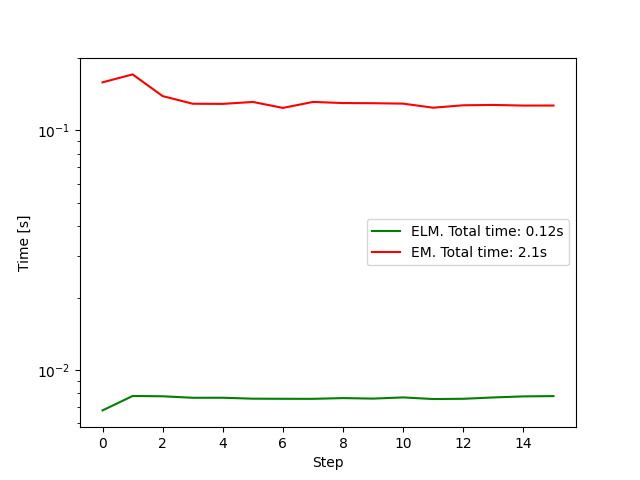 10⁻¹
10⁻²
Time [s]
ELM. Total time: 0.12s
EM. Total time: 2.1s
0 2 4 6 8 10 12 14
Step